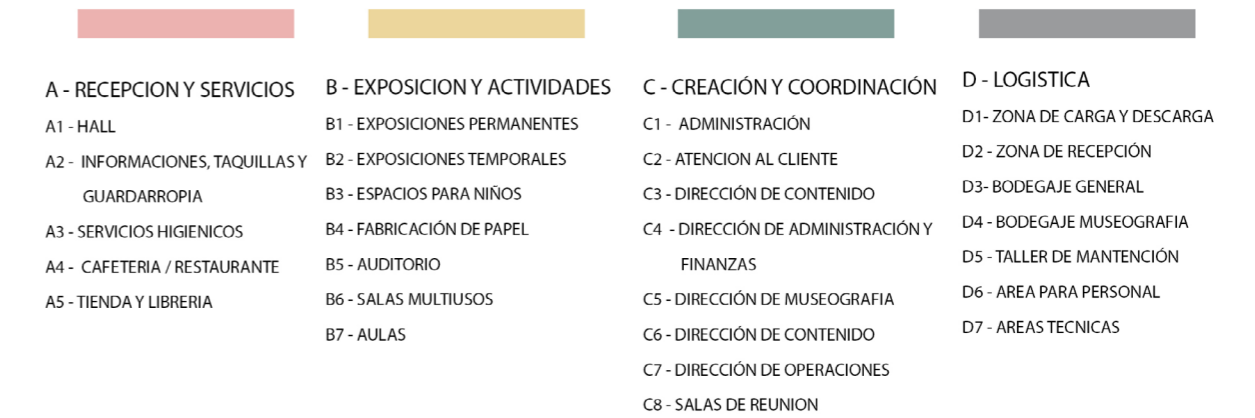 A - RECEPCION Y SERVICIOS
A1 - HALL
A2 - INFORMACIONES, TAQUILLAS Y
GUARDARROPIA
A3 - SERVICIOS HIGIENICOS
A4 - CAFETERIA / RESTAURANTE
A5 - TIENDA Y LIBRERIA
B - EXPOSICION Y ACTIVIDADES
B1 - EXPOSICIONES PERMANENTES
B2 - EXPOSICIONES TEMPORALES
B3 - ESPACIOS PARA NIÑOS
B4 - FABRICACIÓN DE PAPEL
B5 - AUDITORIO
B6 - SALAS MULTIUSOS
B7 - AULAS
C - CREACIÓN Y COORDINACIÓN
C1 - ADMINISTRACIÓN
C2 - ATENCION AL CLIENTE
C3 - DIRECCIÓN DE CONTENIDO
C4 - DIRECCIÓN DE ADMINISTRACIÓN Y
FINANZAS
C5 - DIRECCIÓN DE MUSEOGRAFIA
C6 - DIRECCIÓN DE CONTENIDO
C7 - DIRECCIÓN DE OPERACIONES
C8 - SALAS DE REUNION
D - LOGISTICA
D1- ZONA DE CARGA Y DESCARGA
D2 - ZONA DE RECEPCIÓN
D3- BODEGAJE GENERAL
D4 - BODEGAJE MUSEOGRAFIA
D5 - TALLER DE MANTENCIÓN
D6 - AREA PARA PERSONAL
D7 - AREAS TECNICAS